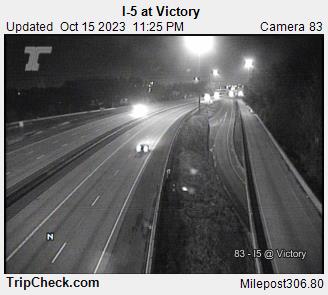 I-5 at Victory
Updated Oct 15 2023 11:25 PM Camera 83
T
N
83 - I5 @ Victory
TripCheck.com Milepost306.80